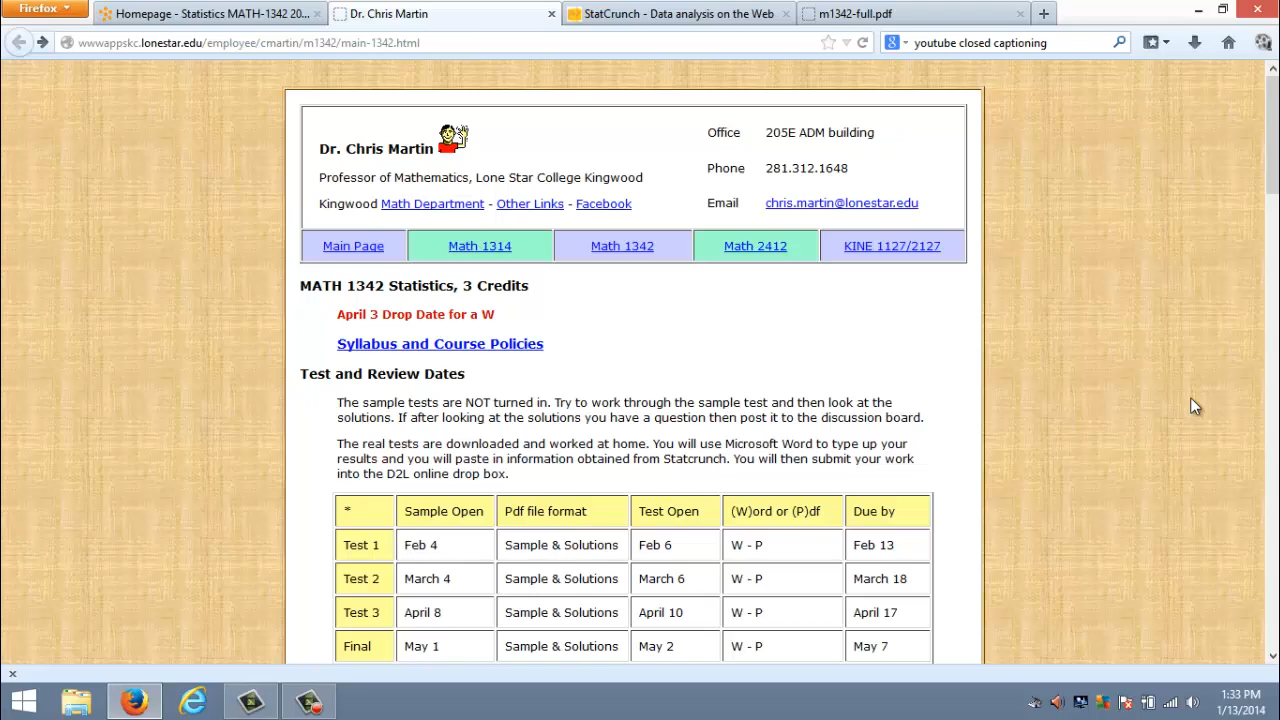 Firefox
Homepage - Statistics MATH-1342 20...
Dr. Chris Martin
StatCrunch - Data analysis on the Web
m1342-full.pdf
wwwappskc.lonestar.edu/employee/cmartin/m1342/main-1342.html
youtube closed captioning
Dr. Chris Martin
Office 205E ADM building
Phone 281.312.1648
Professor of Mathematics, Lone Star College Kingwood
Kingwood Math Department - Other Links - Facebook
Email chris.martin@lonestar.edu
Main Page Math 1314 Math 1342 Math 2412 KINE 1127/2127
MATH 1342 Statistics, 3 Credits
April 3 Drop Date for a W
Syllabus and Course Policies
Test and Review Dates
The sample tests are NOT turned in. Try to work through the sample test and then look at the
solutions. If after looking at the solutions you have a question then post it to the discussion board.
The real tests are downloaded and worked at home. You will use Microsoft Word to type up your
results and you will paste in information obtained from Statcrunch. You will then submit your work
into the D2L online drop box.
* Sample Open Pdf file format Test Open (W)ord or (P)df Due by
Test 1 Feb 4 Sample & Solutions Feb 6 W - P Feb 13
Test 2 March 4 Sample & Solutions March 6 W - P March 18
Test 3 April 8 Sample & Solutions April 10 W - P April 17
Final May 1 Sample & Solutions May 2 W - P May 7
1:33 PM
1/13/2014